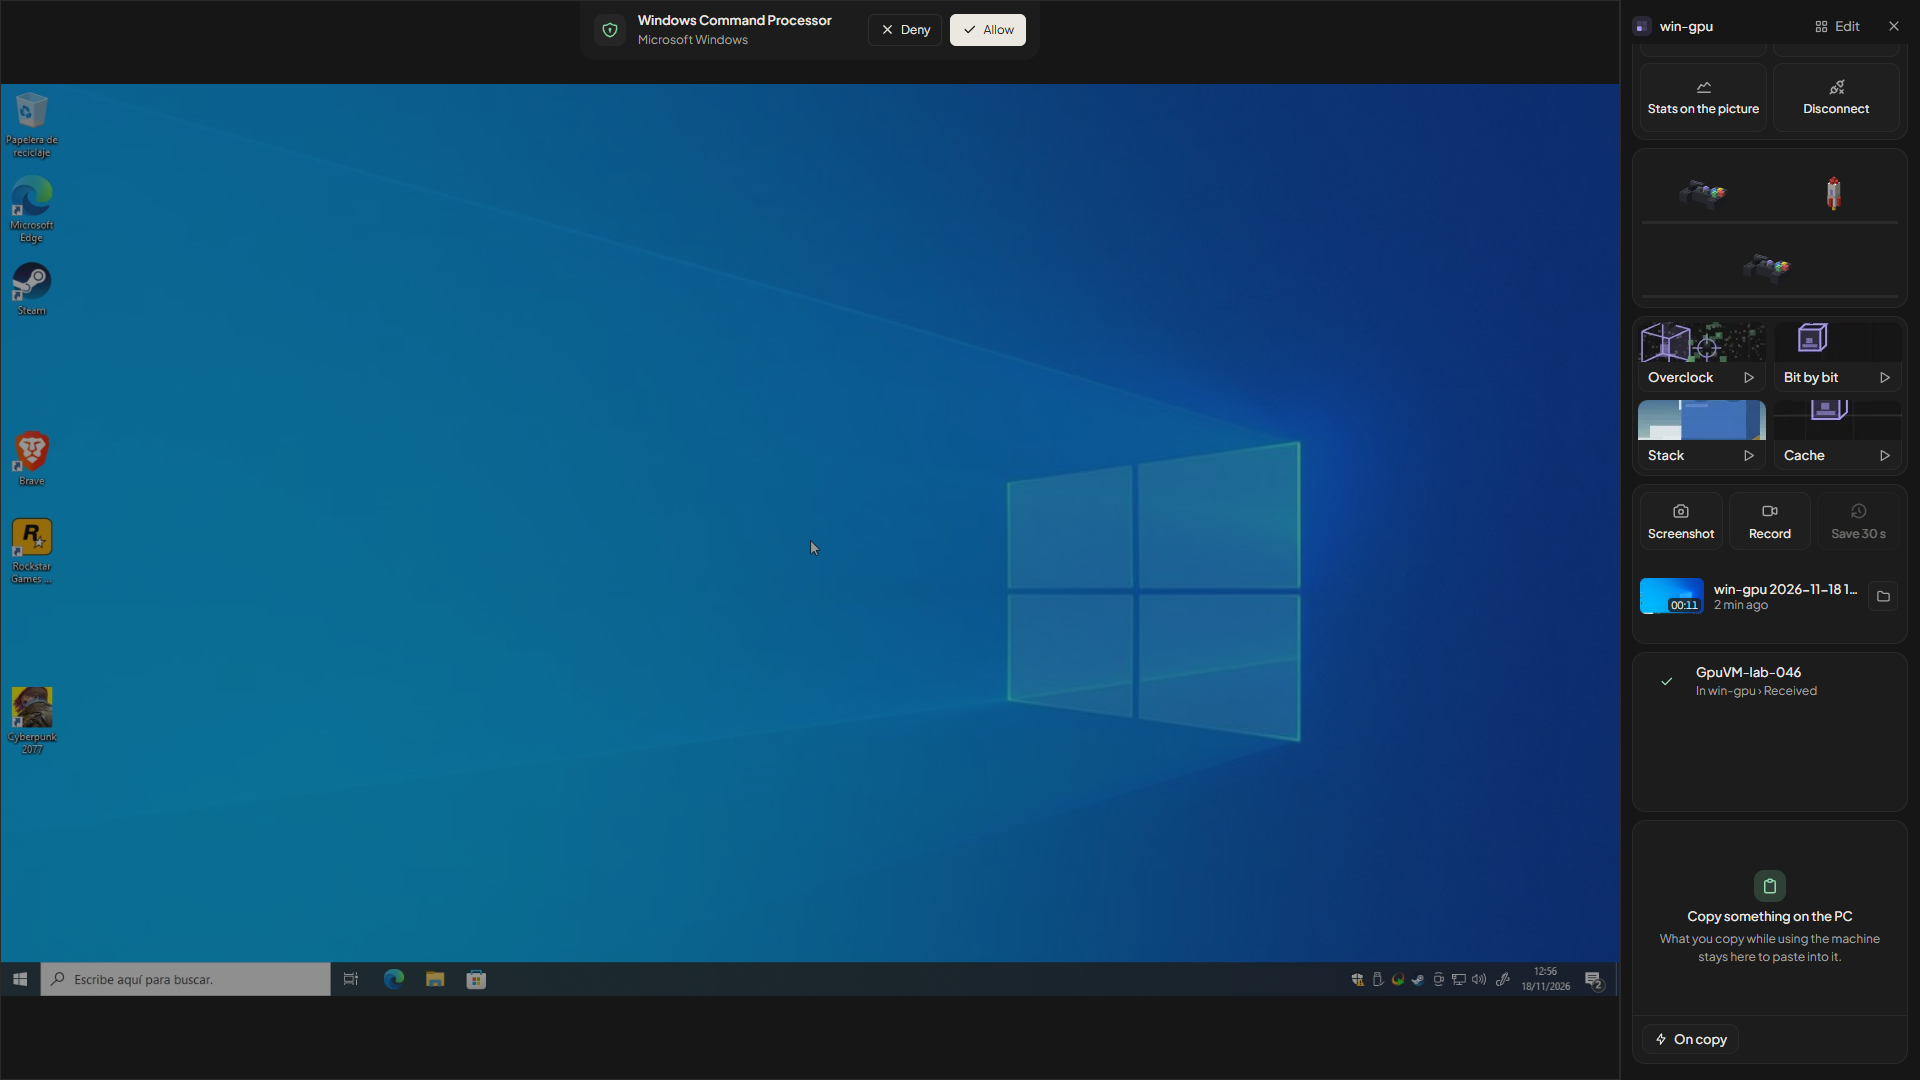 Windows Command Processor
Microsoft Windows
Deny
Allow
win-gpu
Edit
Stats on the picture
Disconnect
Papelera de
reciclaje
Microsoft
Edge
Steam
Brave
Rockstar
Games ...
Cyberpunk
2077
Overclock
Bit by bit
Stack
Cache
Screenshot
Record
Save 30 s
00:11
win-gpu 2026-11-18 1...
2 min ago
GpuVM-lab-046
In win-gpu › Received
Copy something on the PC
What you copy while using the machine
stays here to paste into it.
On copy
Escribe aquí para buscar.
12:56
18/11/2026
2